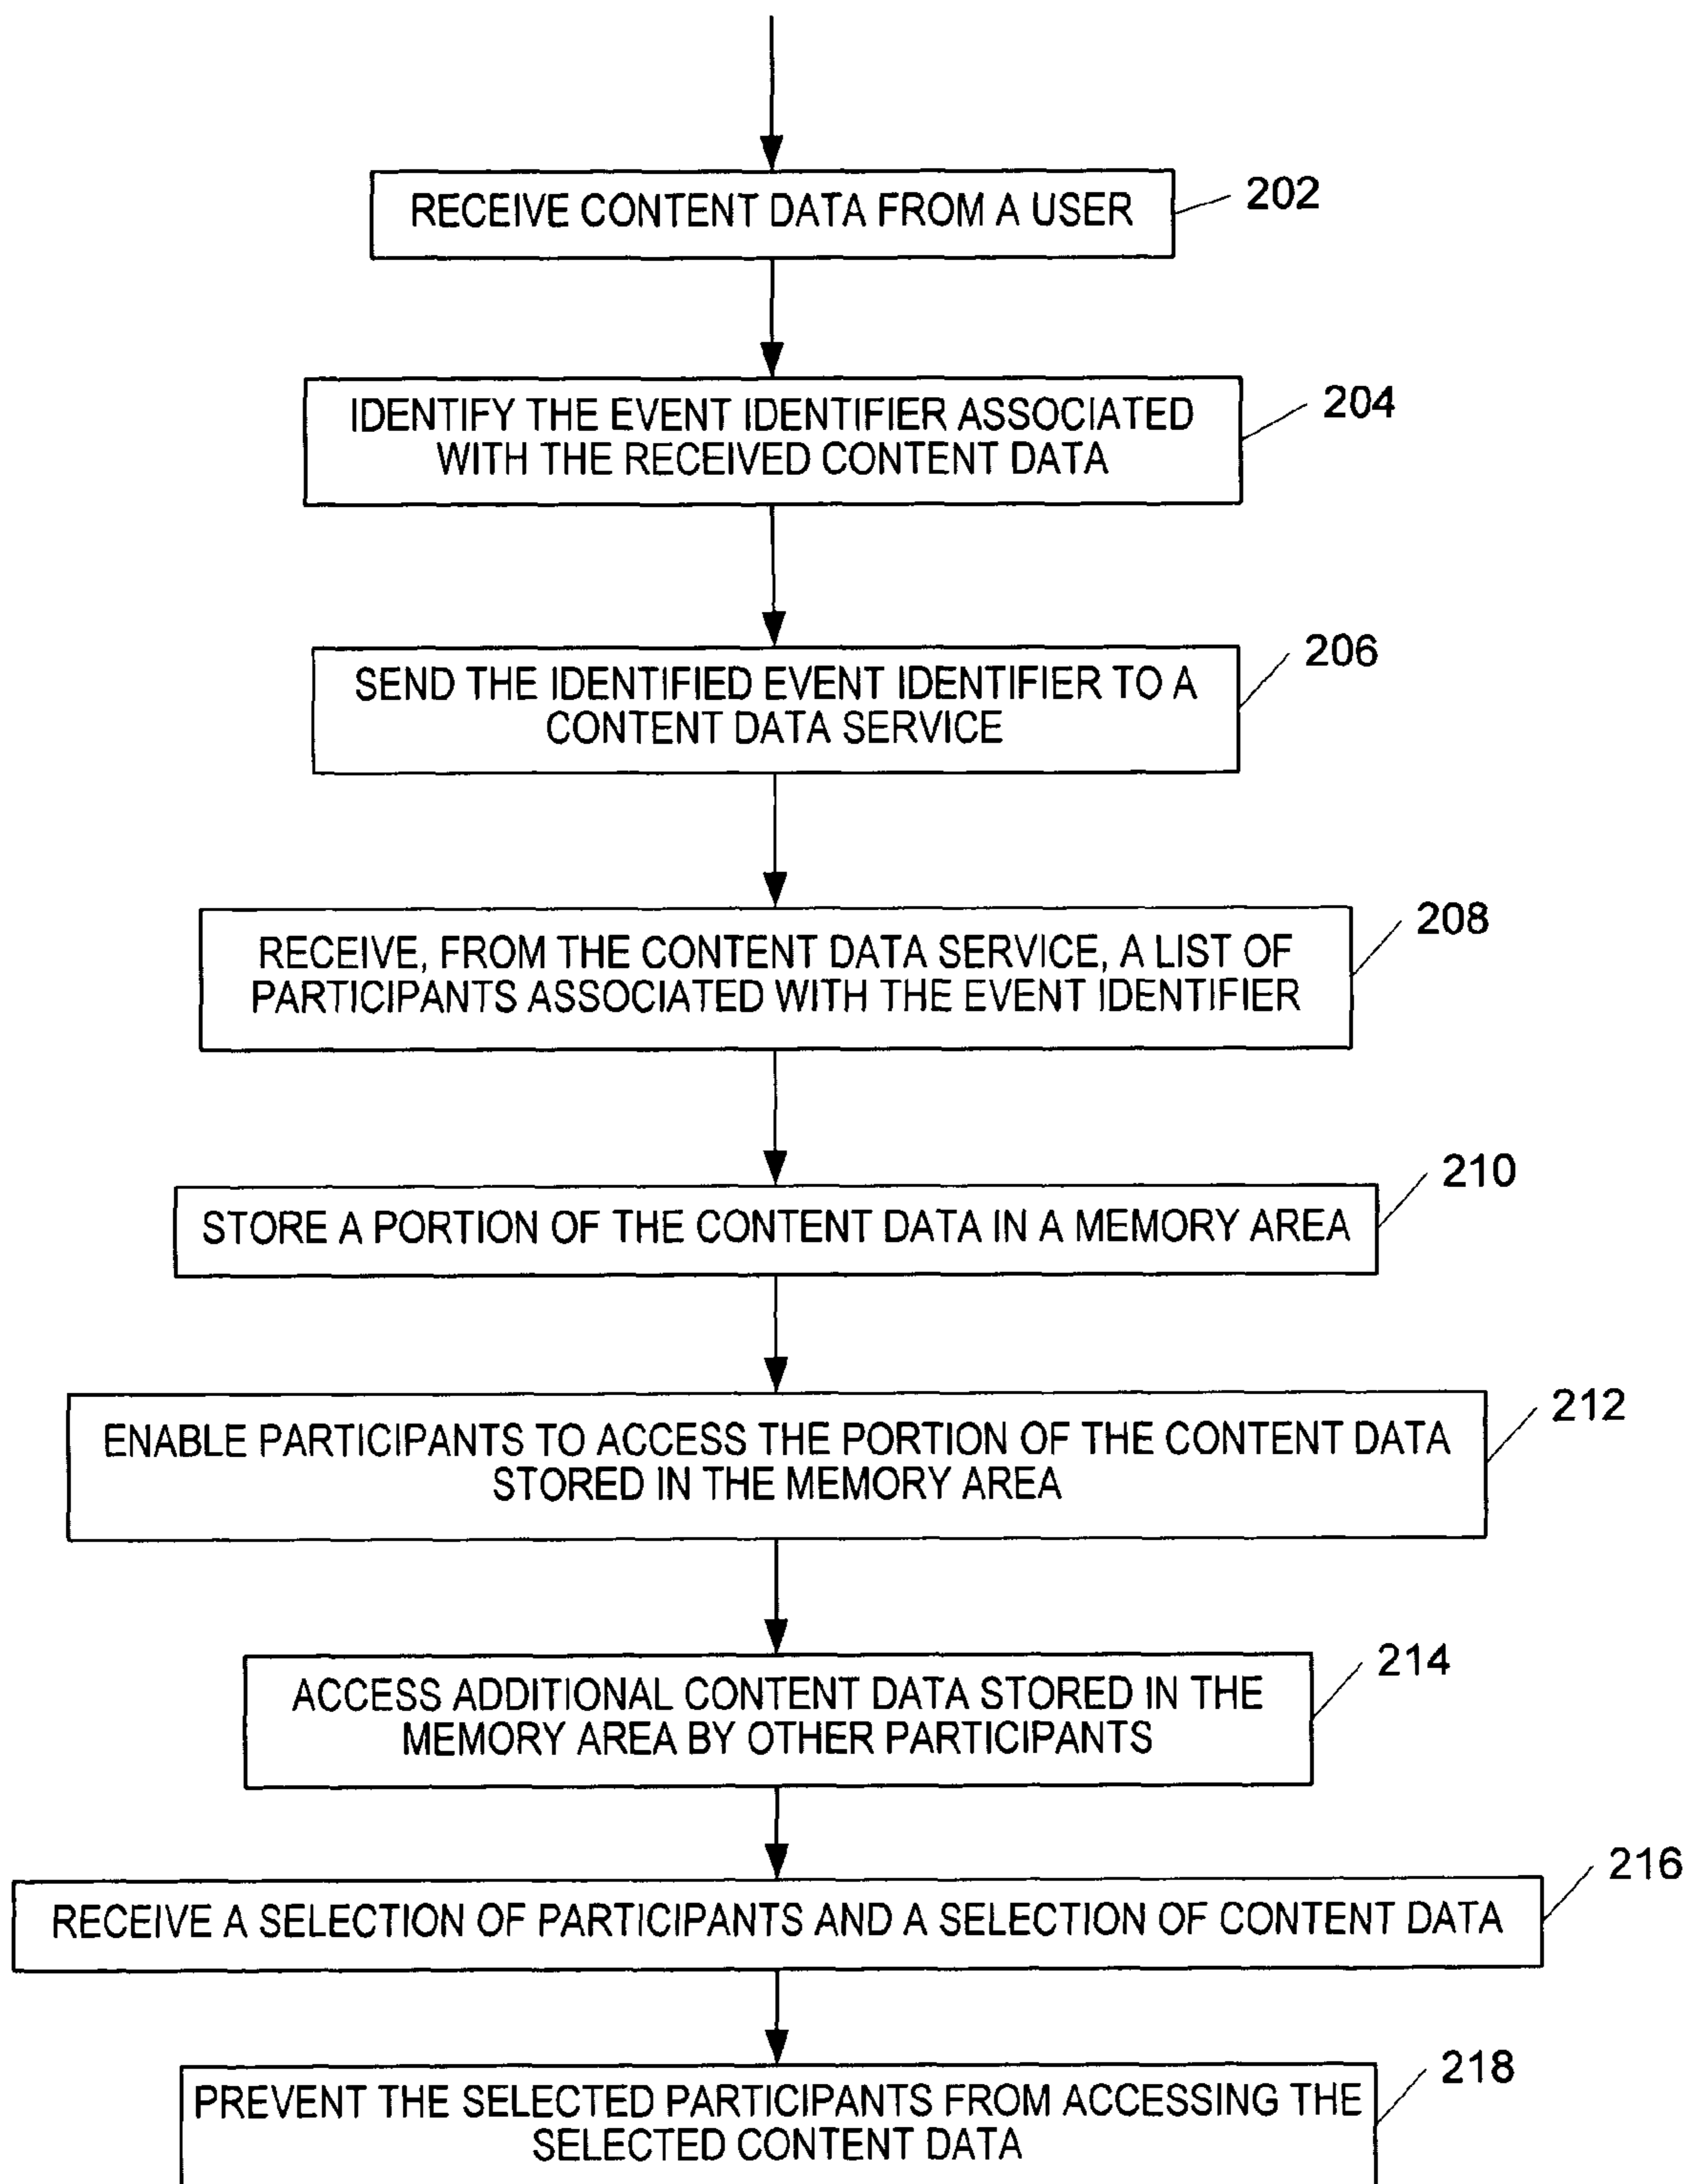 RECEIVE CONTENT DATA FROM A USER
202
IDENTIFY THE EVENT IDENTIFIER ASSOCIATED
WITH THE RECEIVED CONTENT DATA
204
SEND THE IDENTIFIED EVENT IDENTIFIER TO A
CONTENT DATA SERVICE
206
RECEIVE, FROM THE CONTENT DATA SERVICE, A LIST OF
PARTICIPANTS ASSOCIATED WITH THE EVENT IDENTIFIER
208
STORE A PORTION OF THE CONTENT DATA IN A MEMORY AREA
210
ENABLE PARTICIPANTS TO ACCESS THE PORTION OF THE CONTENT DATA
STORED IN THE MEMORY AREA
212
ACCESS ADDITIONAL CONTENT DATA STORED IN THE
MEMORY AREA BY OTHER PARTICIPANTS
214
RECEIVE A SELECTION OF PARTICIPANTS AND A SELECTION OF CONTENT DATA
216
PREVENT THE SELECTED PARTICIPANTS FROM ACCESSING THE
SELECTED CONTENT DATA
218